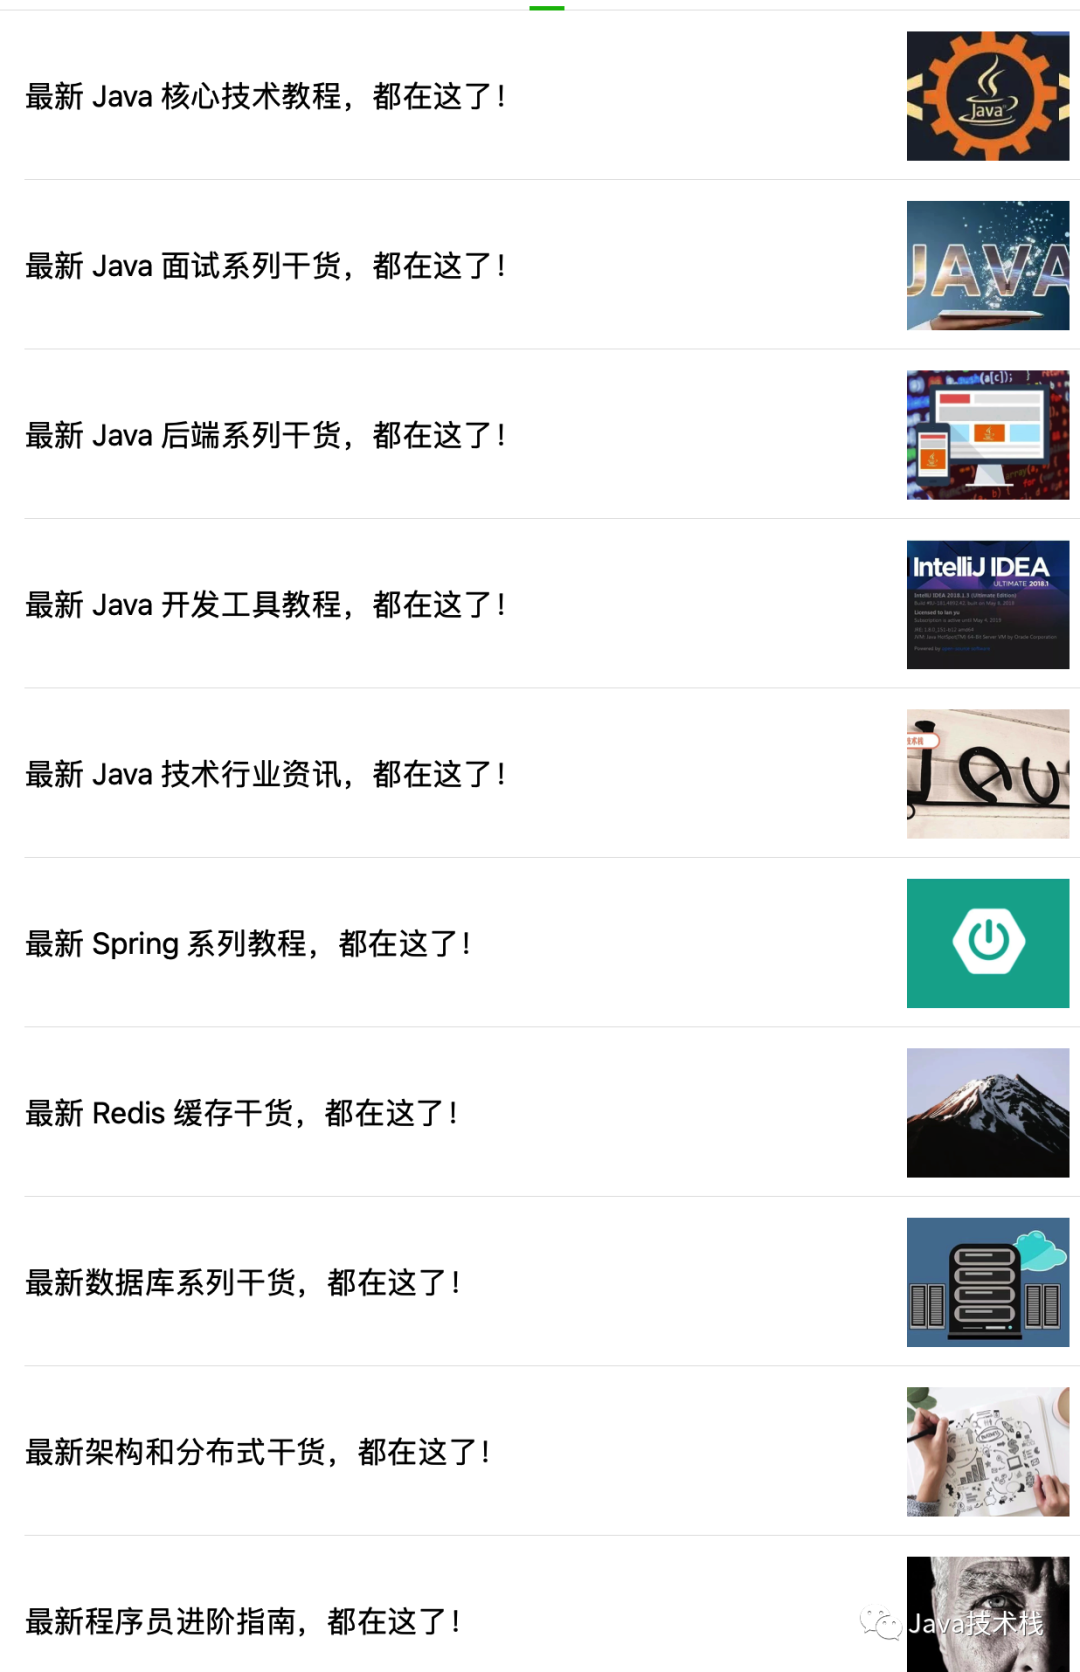 最新 Java 核心技术教程，都在这了！
Java
最新 Java 面试系列干货，都在这了！
JAVA
最新 Java 后端系列干货，都在这了！
最新 Java 开发工具教程，都在这了！
IntelliJ IDEA
ULTIMATE 2018.1
IntelliJ IDEA 2018.1.3 (Ultimate Edition)
最新 Java 技术行业资讯，都在这了！
最新 Spring 系列教程，都在这了！
最新 Redis 缓存干货，都在这了！
最新数据库系列干货，都在这了！
最新架构和分布式干货，都在这了！
最新程序员进阶指南，都在这了！
Java技术栈